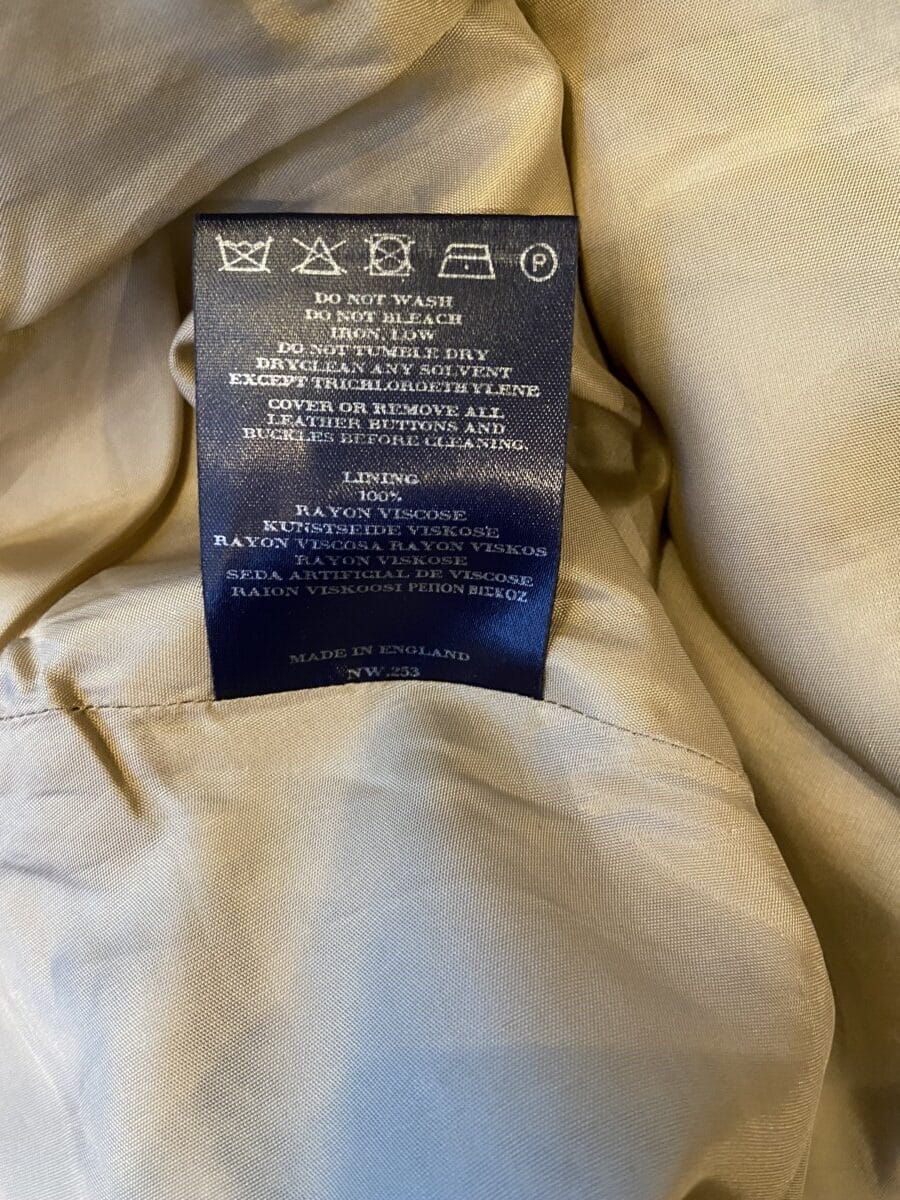 P
DO NOT WASH
DO NOT BLEACH
IRON, LOW
DO NOT TUMBLE DRY
DRYCLEAN ANY SOLVENT
EXCEPT TRICHLOROETHYLENE
COVER OR REMOVE ALL
LEATHER BUTTONS AND
BUCKLES BEFORE CLEANING.
LINING
100%
RAYON VISCOSE
KUNSTSEIDE VISKOSE
RAYON VISCOSA RAYON VISKOS
RAYON VISKOSE
SEDA ARTIFICIAL DE VISCOSE
RAION VISKOOSI ΡΕΠΟΝ ΒΙΣΚΟΖ
MADE IN ENGLAND
NW.253